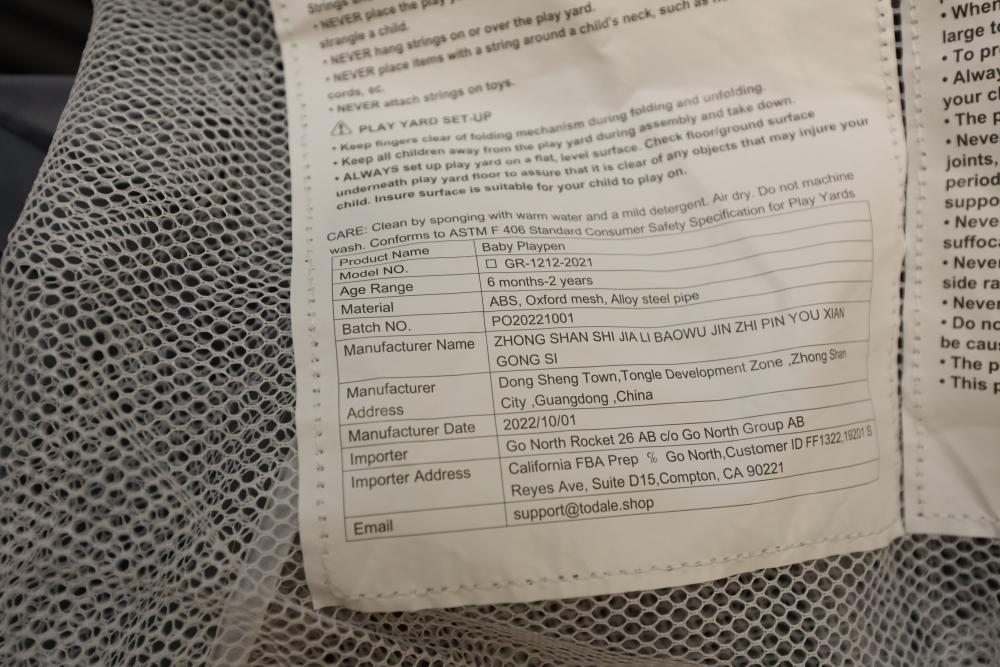 Strings
• NEVER place the play
strangle a child.
• NEVER hang strings on or over the play yard.
• NEVER place items with a string around a child's neck, such as
cords, ec.
• NEVER attach strings on toys.
⚠ PLAY YARD SET-UP
• Keep fingers clear of folding mechanism during folding and unfolding.
• Keep all children away from the play yard during assembly and take down.
• ALWAYS set up play yard on a flat, level surface. Check floor/ground surface
underneath play yard floor to assure that it is clear of any objects that may injure your
child. Insure surface is suitable for your child to play on.
CARE: Clean by sponging with warm water and a mild detergent. Air dry. Do not machine
wash. Conforms to ASTM F 406 Standard Consumer Safety Specification for Play Yards
Product Name Baby Playpen
Model NO. ☐ GR-1212-2021
Age Range 6 months-2 years
Material ABS, Oxford mesh, Alloy steel pipe
Batch NO. PO20221001
Manufacturer Name ZHONG SHAN SHI JIA LI BAOWU JIN ZHI PIN YOU XIAN
GONG SI
Manufacturer Address Dong Sheng Town,Tongle Development Zone ,Zhong Shan
City ,Guangdong ,China
Manufacturer Date 2022/10/01
Importer Go North Rocket 26 AB c/o Go North Group AB
Importer Address California FBA Prep ℅ Go North,Customer ID FF1322,19201 S
Reyes Ave, Suite D15,Compton, CA 90221
Email support@todale.shop
• When
large to
• To pr
• Alway
your ch
• The p
• Never
joints,
period
suppo
• Neve
suffoca
• Never
side ra
• Never
• Do no
be caus
• The p
• This p